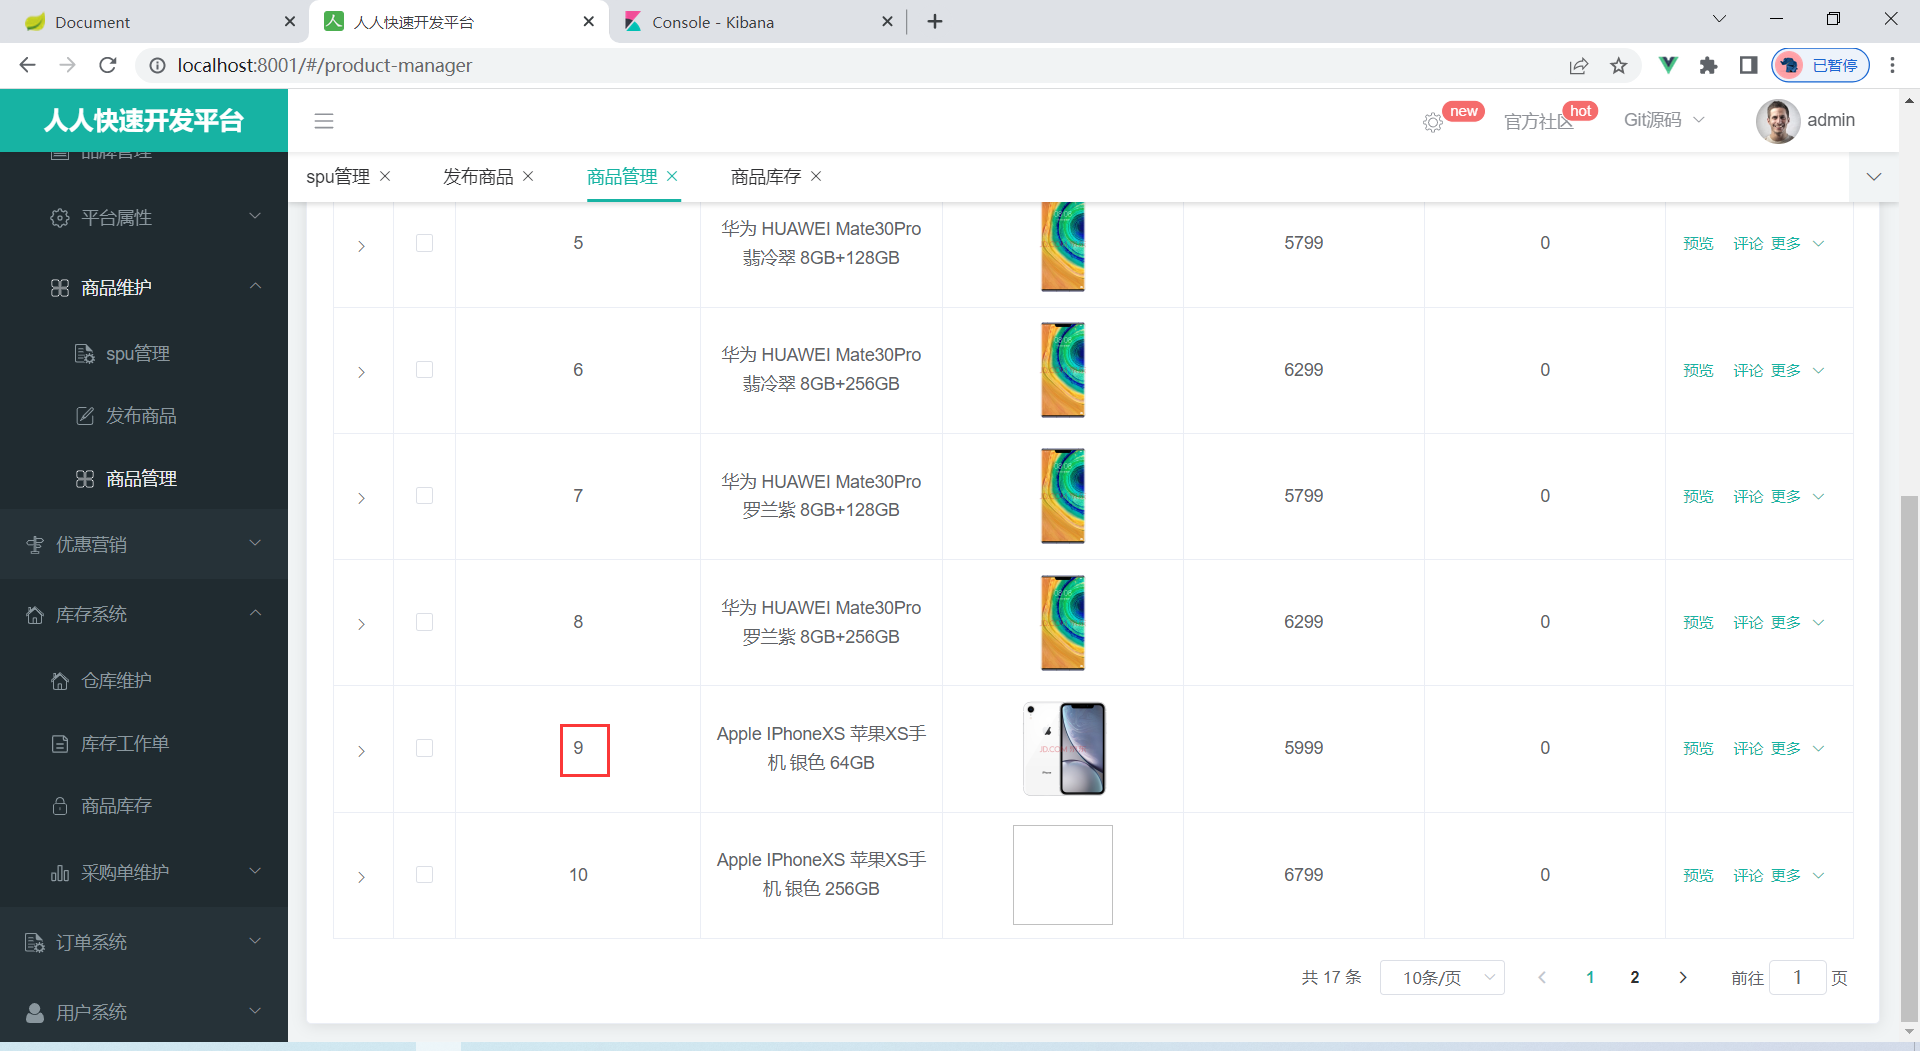 Document
人人快速开发平台
Console - Kibana
localhost:8001/#/product-manager
已暂停
人人快速开发平台
new
官方社区
hot
Git源码
admin
品牌管理
平台属性
商品维护
spu管理
发布商品
商品管理
优惠营销
库存系统
仓库维护
库存工作单
商品库存
采购单维护
订单系统
用户系统
spu管理
发布商品
商品管理
商品库存
5
华为 HUAWEI Mate30Pro
翡冷翠 8GB+128GB
5799
0
预览 评论 更多
6
华为 HUAWEI Mate30Pro
翡冷翠 8GB+256GB
6299
0
预览 评论 更多
7
华为 HUAWEI Mate30Pro
罗兰紫 8GB+128GB
5799
0
预览 评论 更多
8
华为 HUAWEI Mate30Pro
罗兰紫 8GB+256GB
6299
0
预览 评论 更多
9
Apple IPhoneXS 苹果XS手
机 银色 64GB
5999
0
预览 评论 更多
10
Apple IPhoneXS 苹果XS手
机 银色 256GB
6799
0
预览 评论 更多
共 17 条
10条/页
1
2
前往 1 页